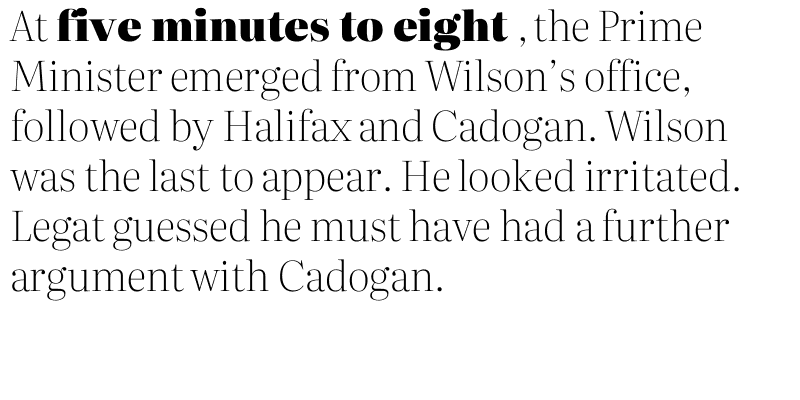 At five minutes to eight , the Prime
Minister emerged from Wilson’s office,
followed by Halifax and Cadogan. Wilson
was the last to appear. He looked irritated.
Legat guessed he must have had a further
argument with Cadogan.